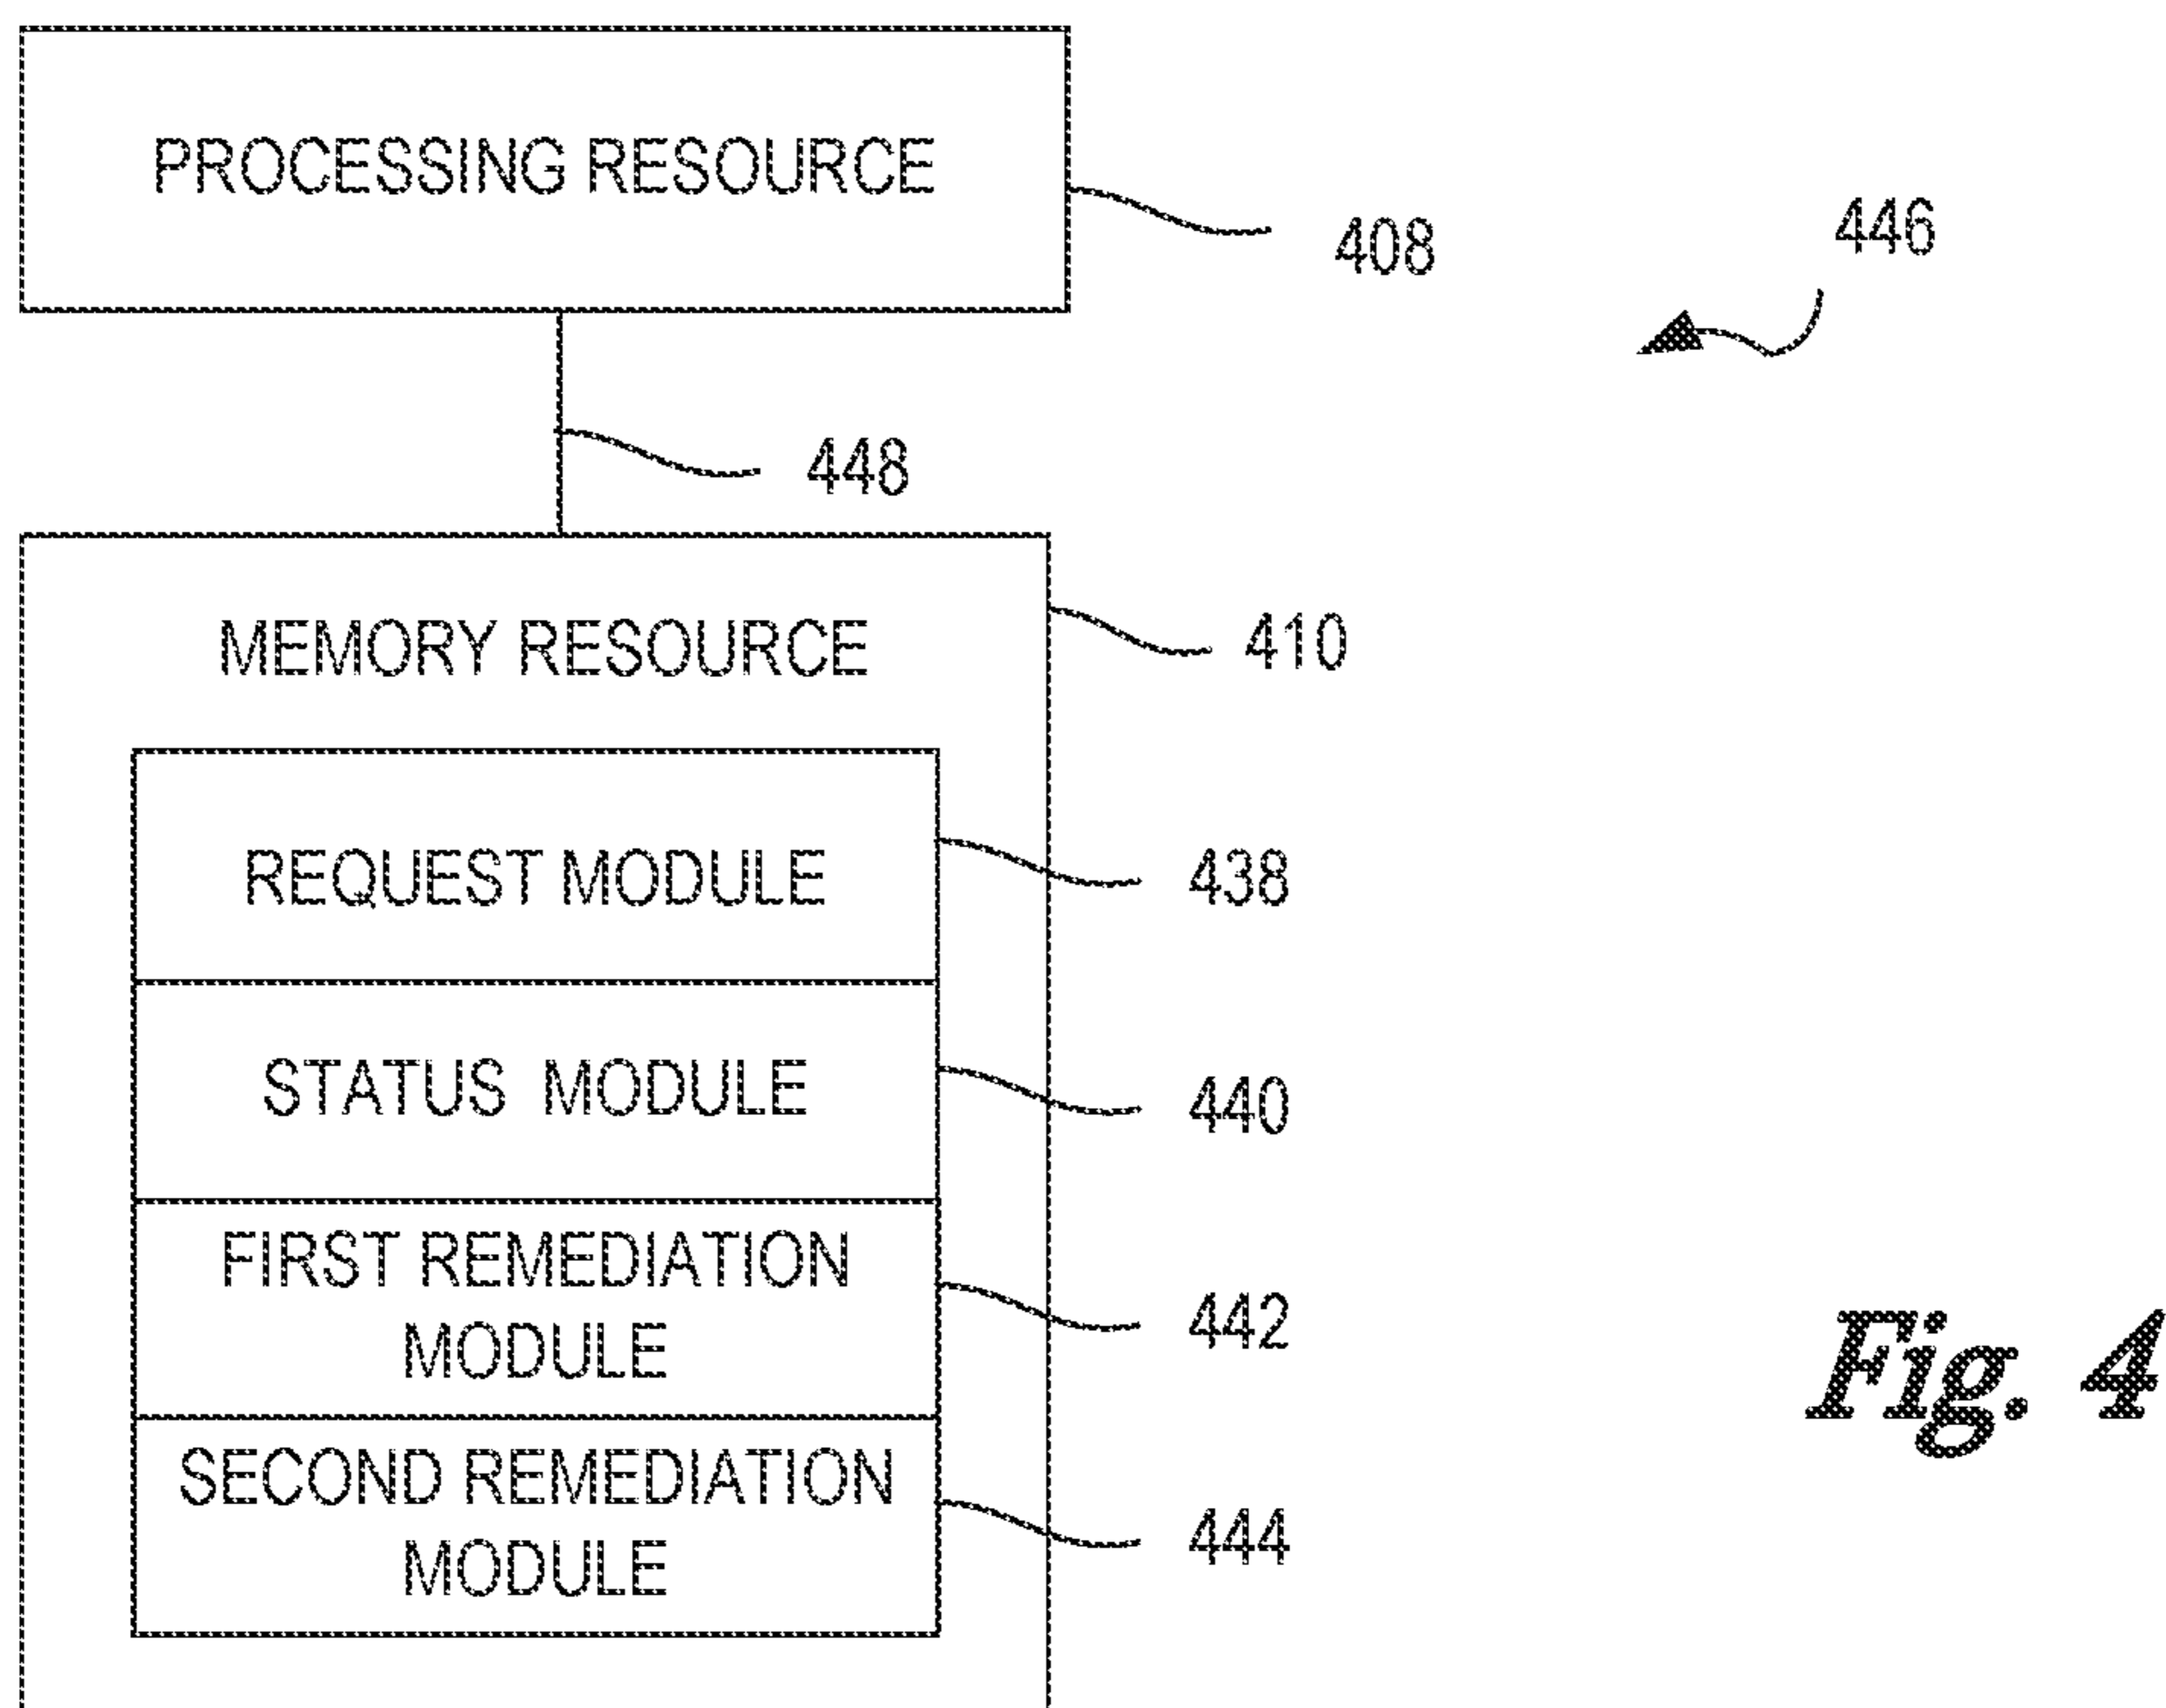 PROCESSING RESOURCE
408
446
448
MEMORY RESOURCE
410
REQUEST MODULE
438
STATUS MODULE
440
FIRST REMEDIATION
MODULE
442
SECOND REMEDIATION
MODULE
444
Fig. 4